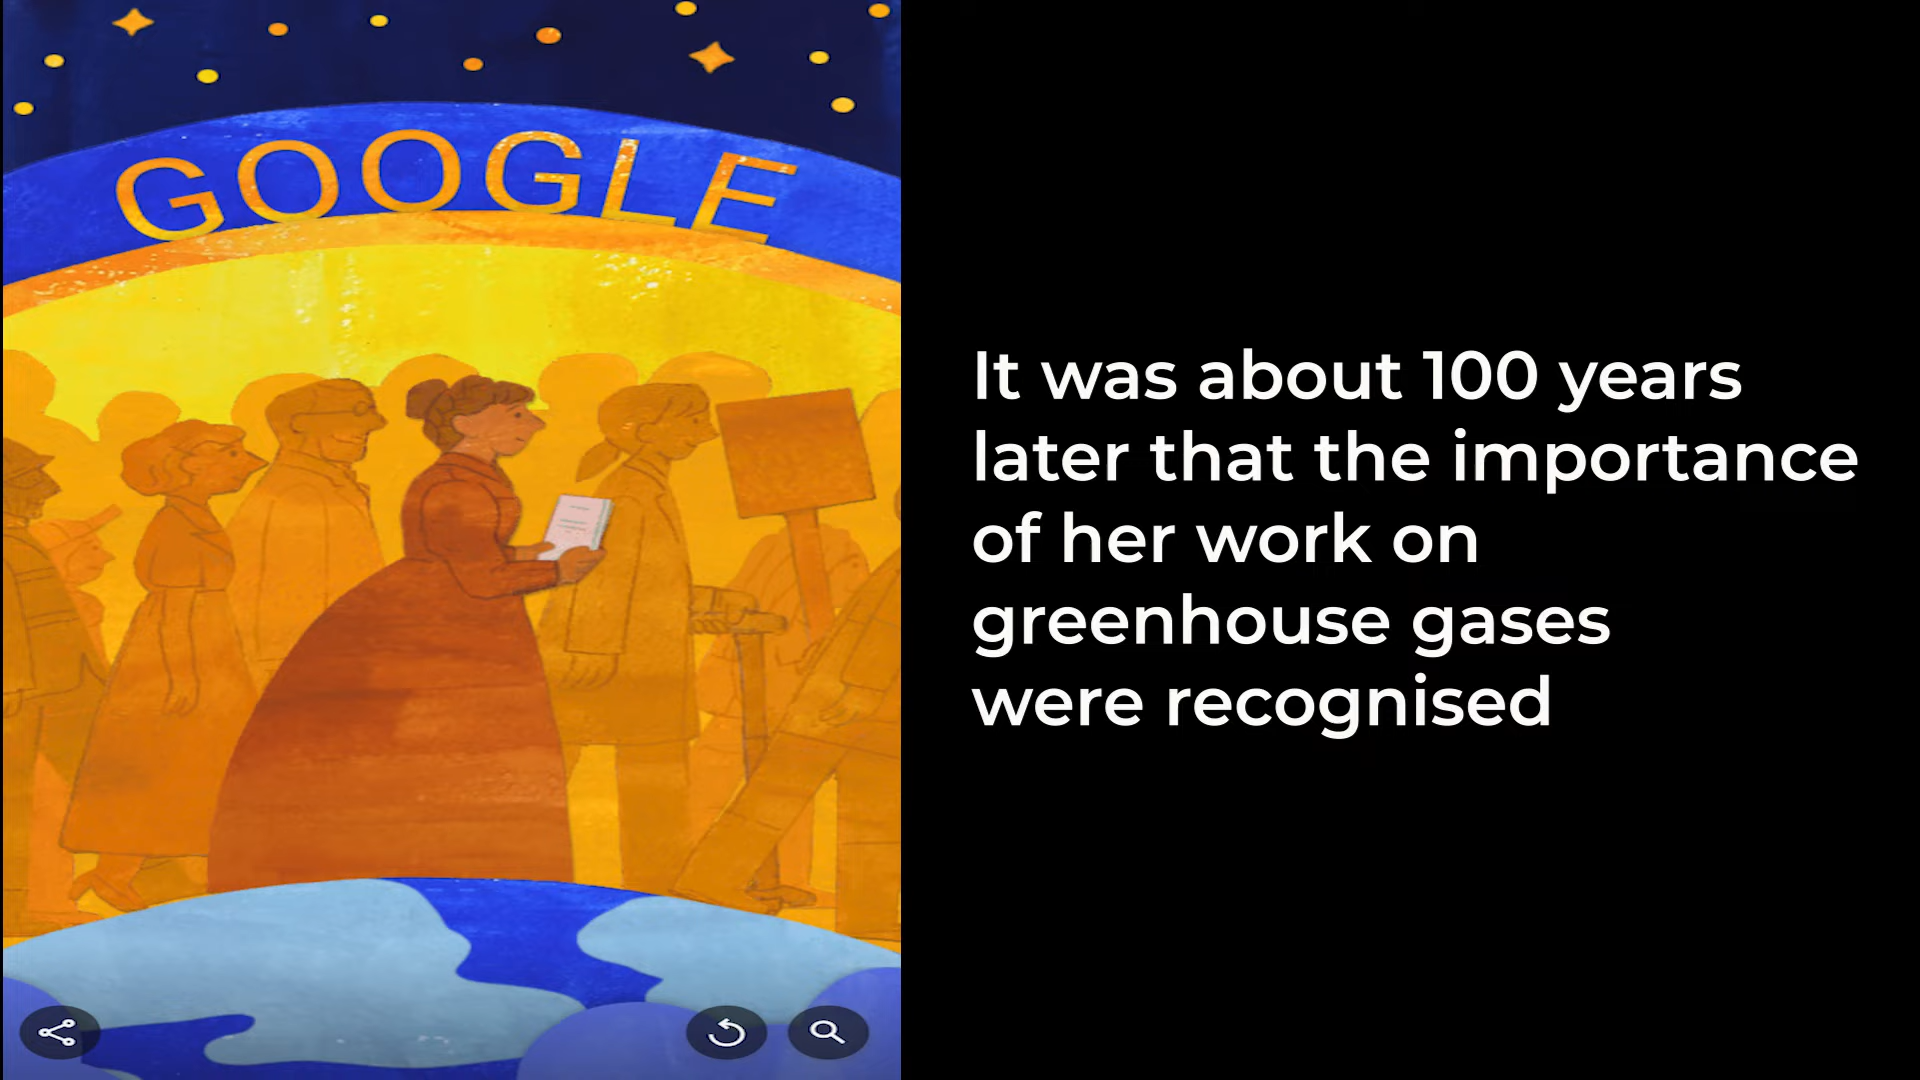 GOOGLE
It was about 100 years
later that the importance
of her work on
greenhouse gases
were recognised